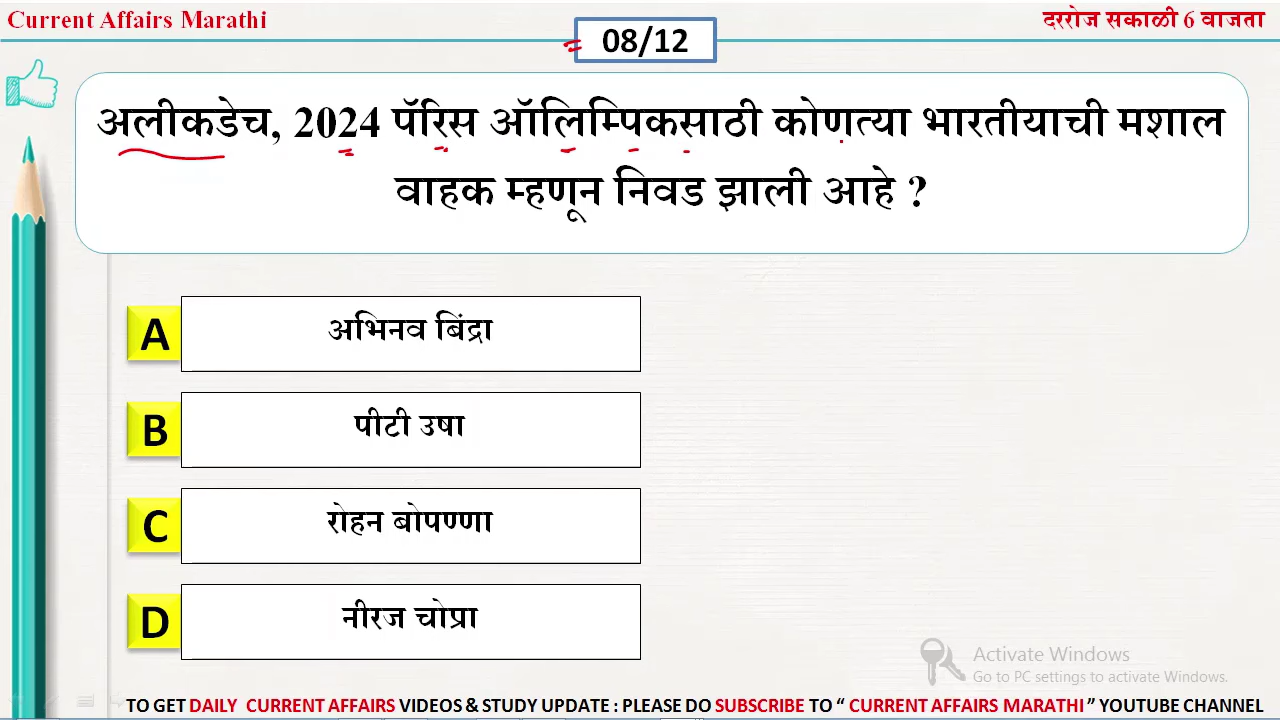 Current Affairs Marathi
दररोज सकाळी 6 वाजता
08/12
अलीकडेच, 2024 पॅरिस ऑलिम्पिकसाठी कोणत्या भारतीयाची मशाल
वाहक म्हणून निवड झाली आहे ?
A अभिनव बिंद्रा
B पीटी उषा
C रोहन बोपण्णा
D नीरज चोप्रा
Activate Windows
Go to PC settings to activate Windows.
TO GET DAILY CURRENT AFFAIRS VIDEOS & STUDY UPDATE : PLEASE DO SUBSCRIBE TO “ CURRENT AFFAIRS MARATHI ” YOUTUBE CHANNEL